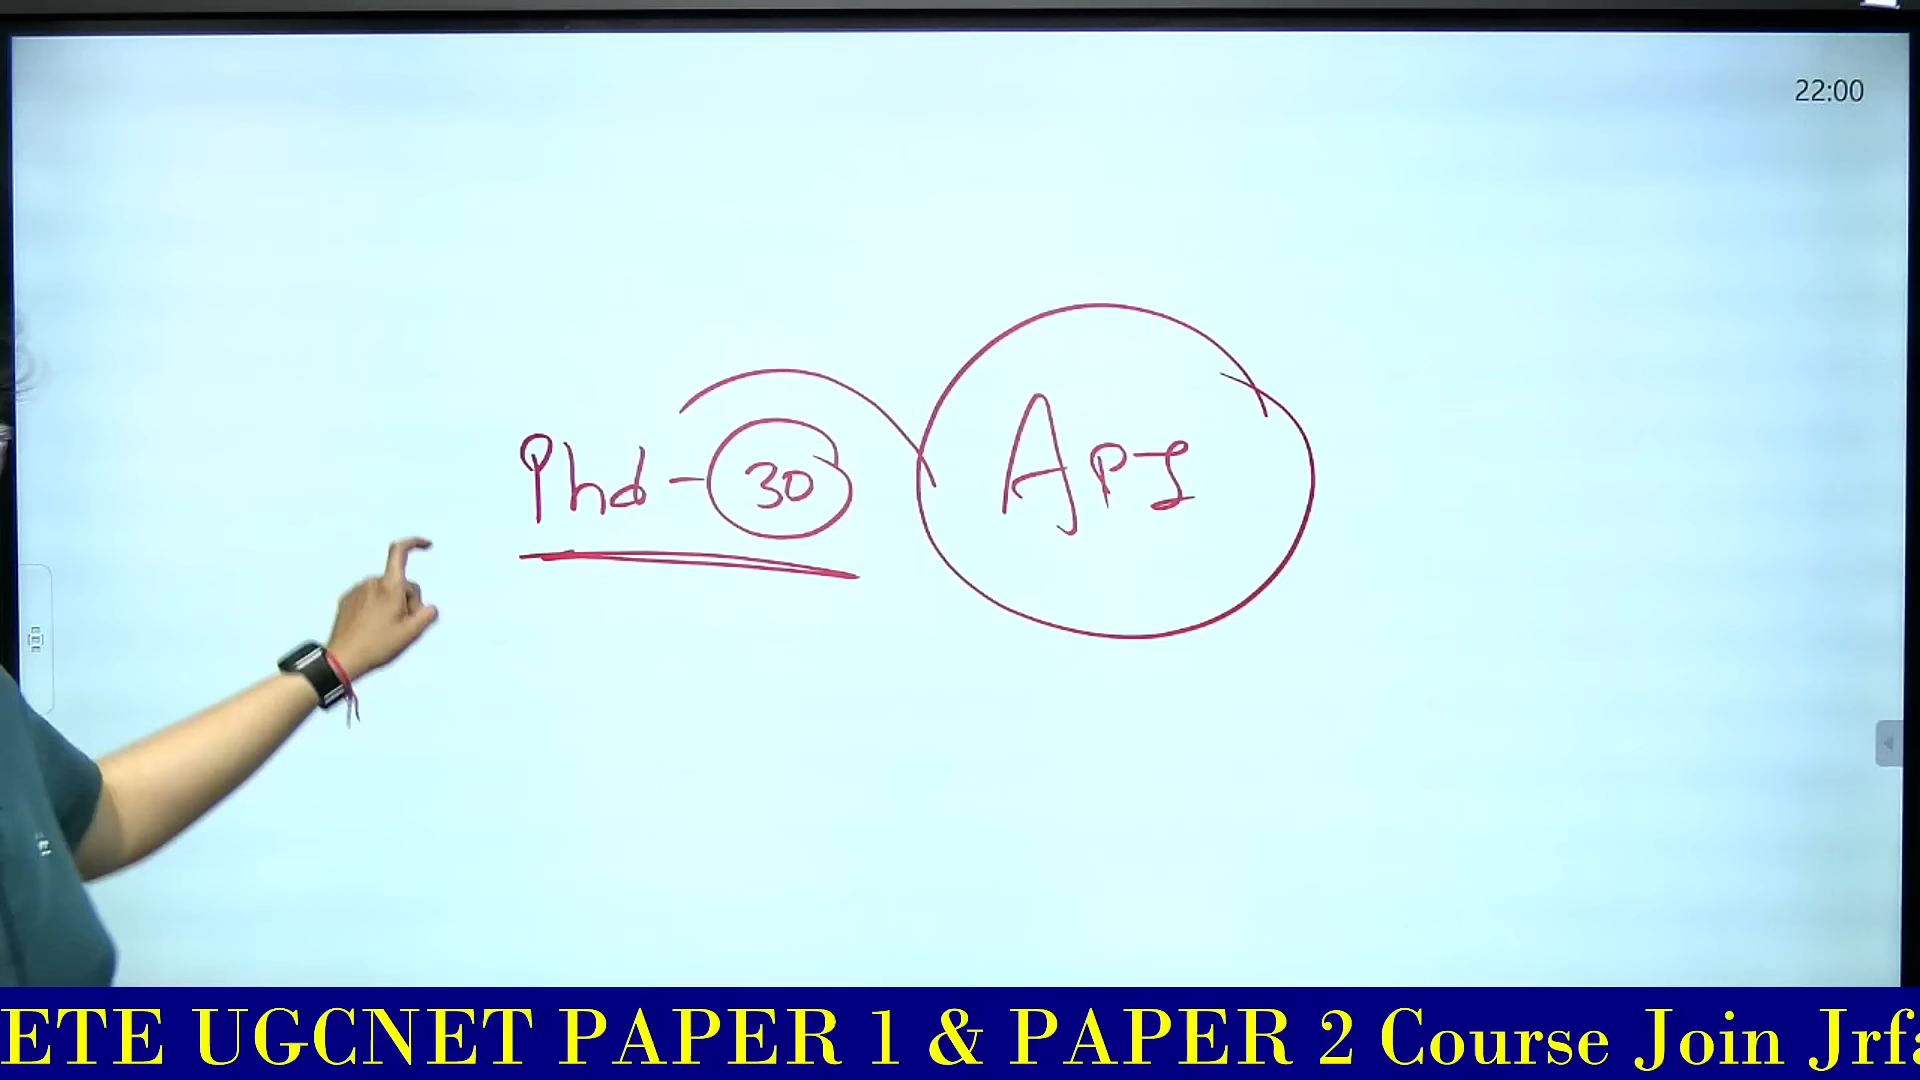 22:00
Phd - 30 API
ETE UGCNET PAPER 1 & PAPER 2 Course Join Jrfa